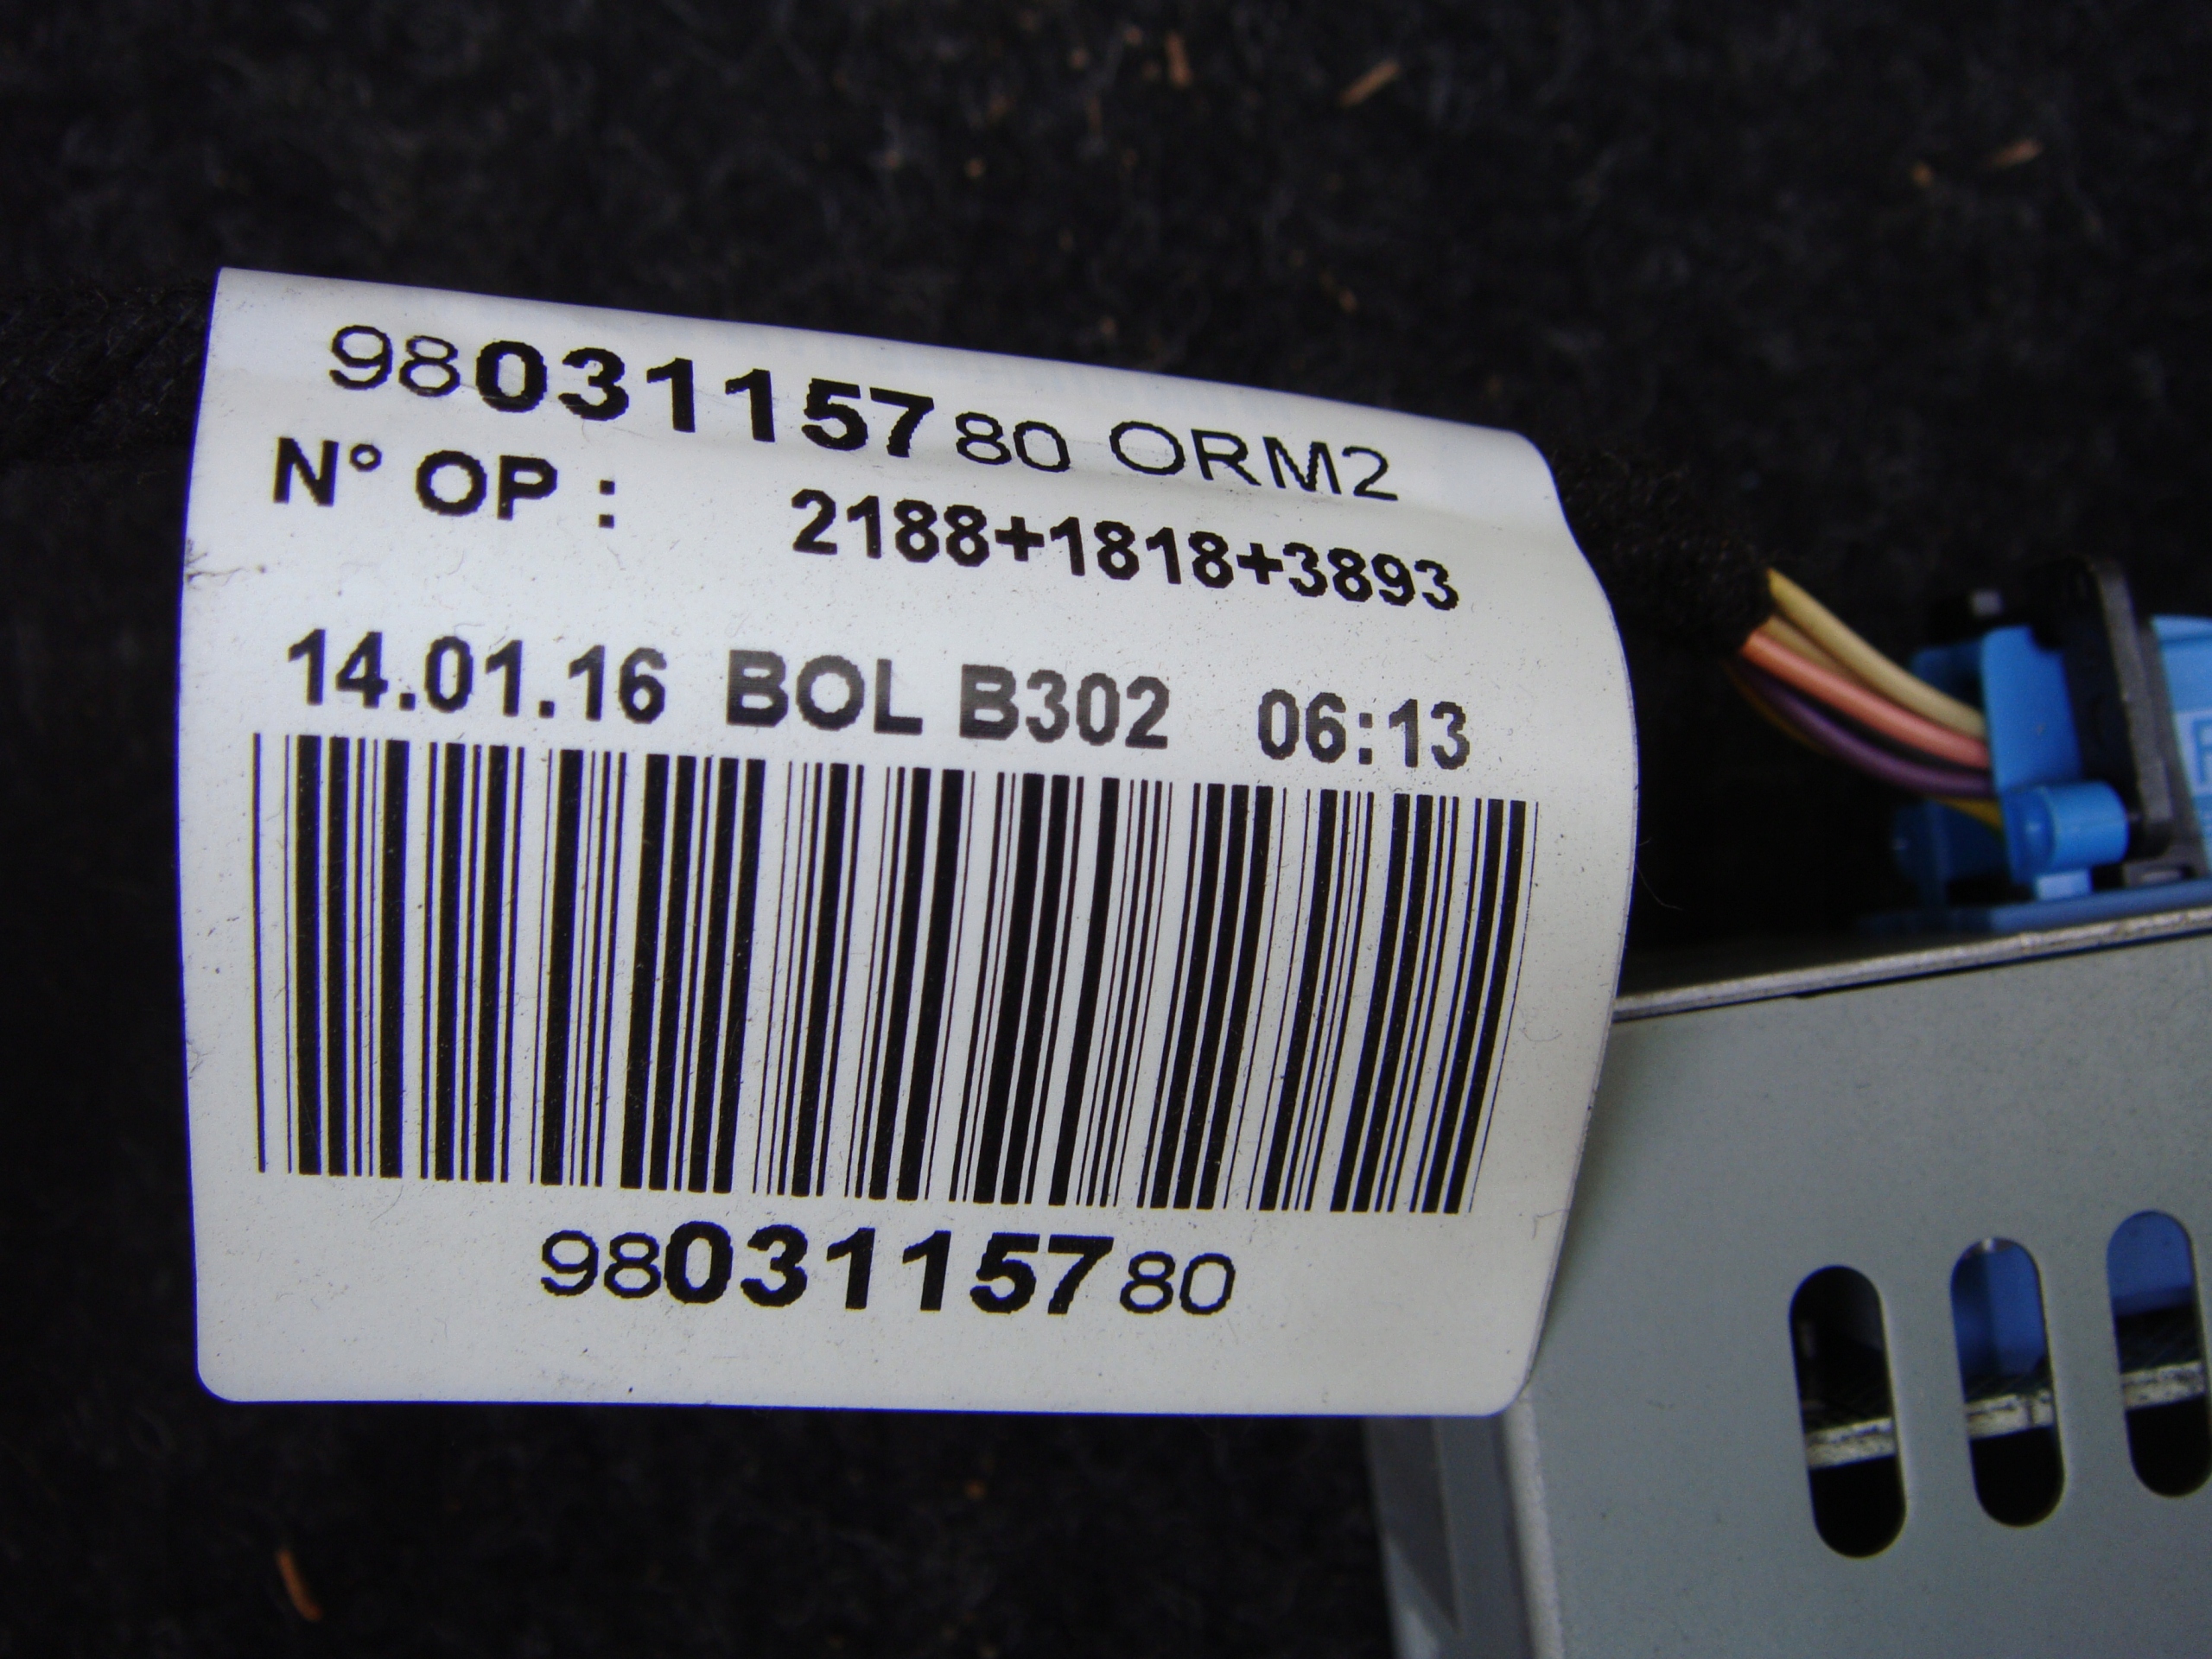 9803115780 ORM2
N° OP : 2188+1818+3893
14.01.16 BOL B302 06:13
9803115780